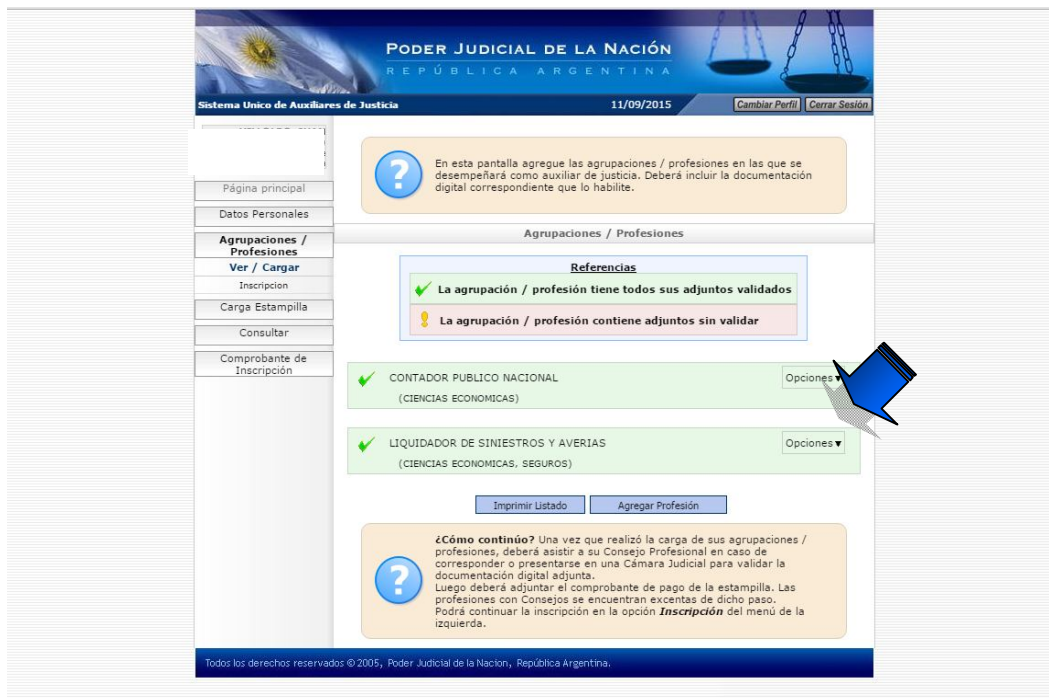 PODER JUDICIAL DE LA NACIÓN
REPÚBLICA ARGENTINA
Sistema Unico de Auxiliares de Justicia
11/09/2015
Cambiar Perfil
Cerrar Sesión
En esta pantalla agregue las agrupaciones / profesiones en las que se
desempeñará como auxiliar de justicia. Deberá incluir la documentación
digital correspondiente que lo habilite.
Página principal
Datos Personales
Agrupaciones /
Profesiones
Ver / Cargar
Inscripcion
Carga Estampilla
Consultar
Comprobante de
Inscripción
Agrupaciones / Profesiones
Referencias
La agrupación / profesión tiene todos sus adjuntos validados
La agrupación / profesión contiene adjuntos sin validar
CONTADOR PUBLICO NACIONAL
Opciones
(CIENCIAS ECONOMICAS)
LIQUIDADOR DE SINIESTROS Y AVERIAS
Opciones▼
(CIENCIAS ECONOMICAS, SEGUROS)
Imprimir Listado
Agregar Profesión
¿Cómo continúo? Una vez que realizó la carga de sus agrupaciones /
profesiones, deberá asistir a su Consejo Profesional en caso de
corresponder o presentarse en una Cámara Judicial para validar la
documentación digital adjunta.
Luego deberá adjuntar el comprobante de pago de la estampilla. Las
profesiones con Consejos se encuentran excentas de dicho paso.
Podrá continuar la inscripción en la opción Inscripción del menú de la
izquierda.
Todos los derechos reservados © 2005, Poder Judicial de la Nacion, República Argentina.